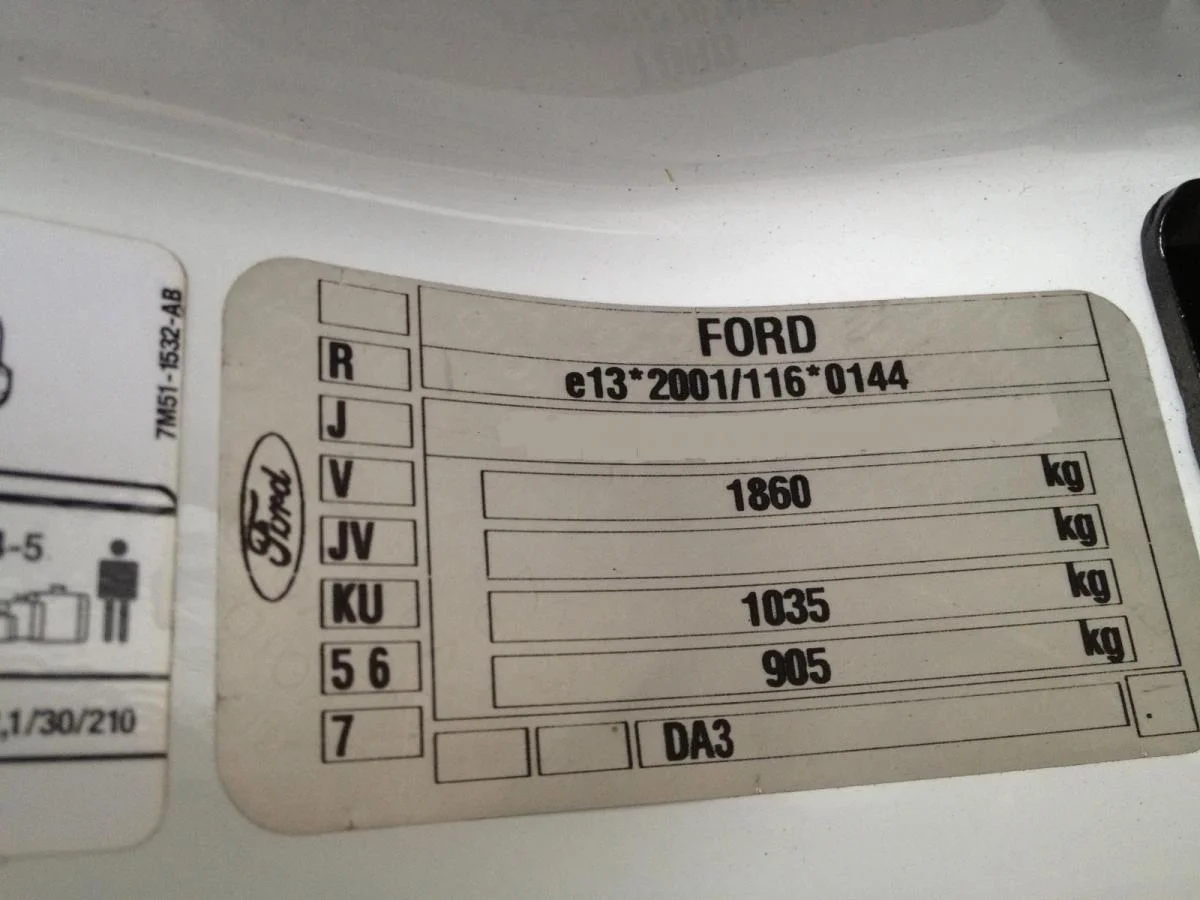 7M51-1532-AB
-5
,1/30/210
Ford
FORD
R
e13*2001/116*0144
J
V
1860 kg
JV
kg
KU
1035 kg
5 6
905 kg
7
DA3